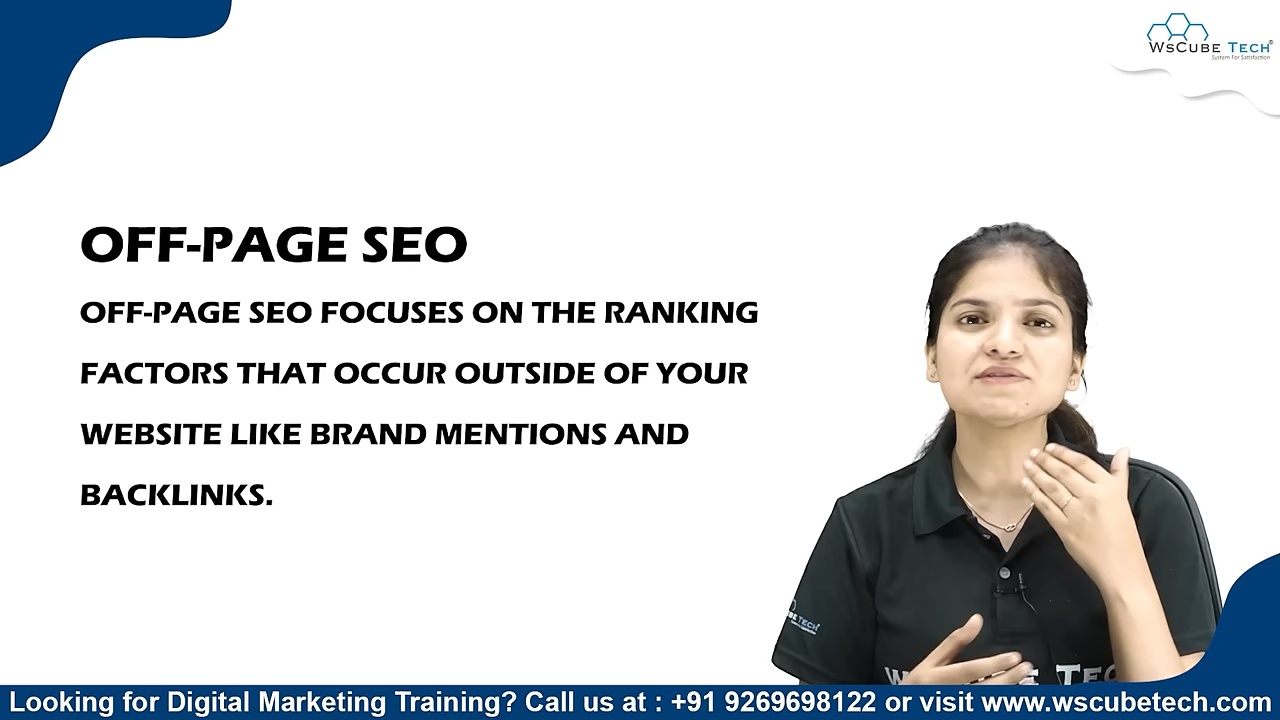 WSCUBE TECH®
System For Satisfaction
OFF-PAGE SEO
OFF-PAGE SEO FOCUSES ON THE RANKING
FACTORS THAT OCCUR OUTSIDE OF YOUR
WEBSITE LIKE BRAND MENTIONS AND
BACKLINKS.
TECH
TEC
Looking for Digital Marketing Training? Call us at : +91 9269698122 or visit www.wscubetech.com